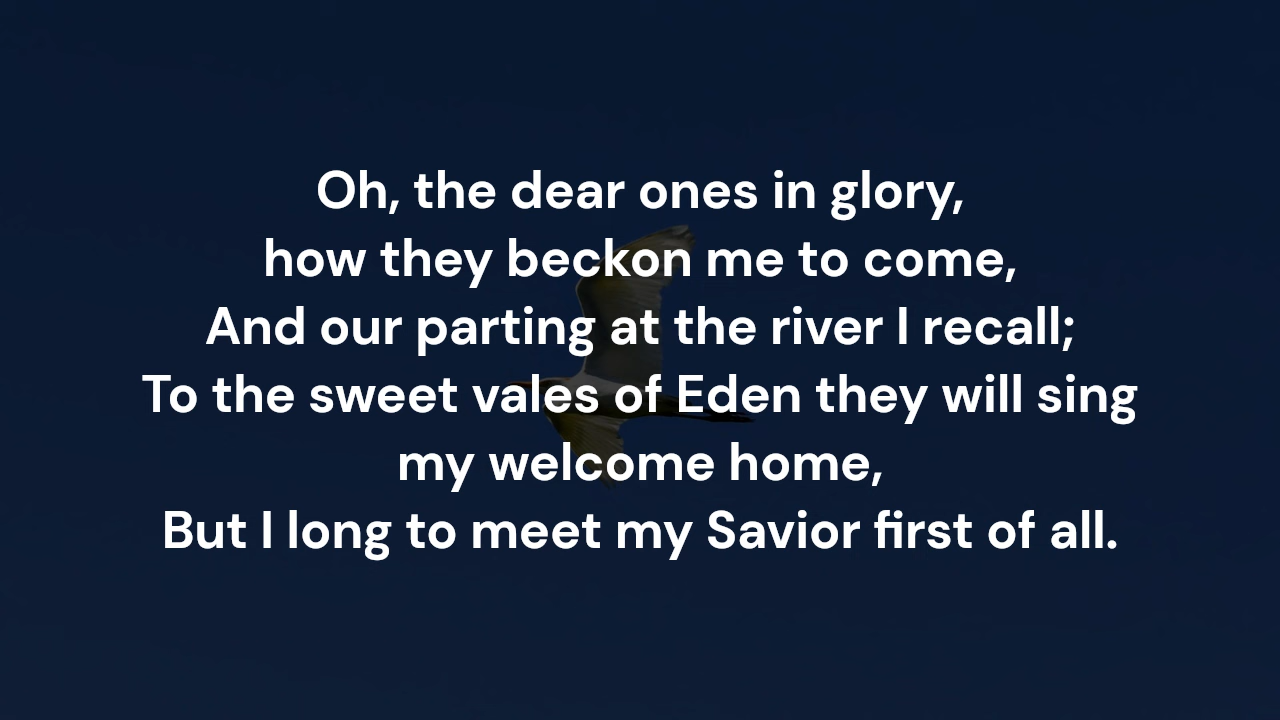 Oh, the dear ones in glory,
how they beckon me to come,
And our parting at the river I recall;
To the sweet vales of Eden they will sing
my welcome home,
But I long to meet my Savior first of all.